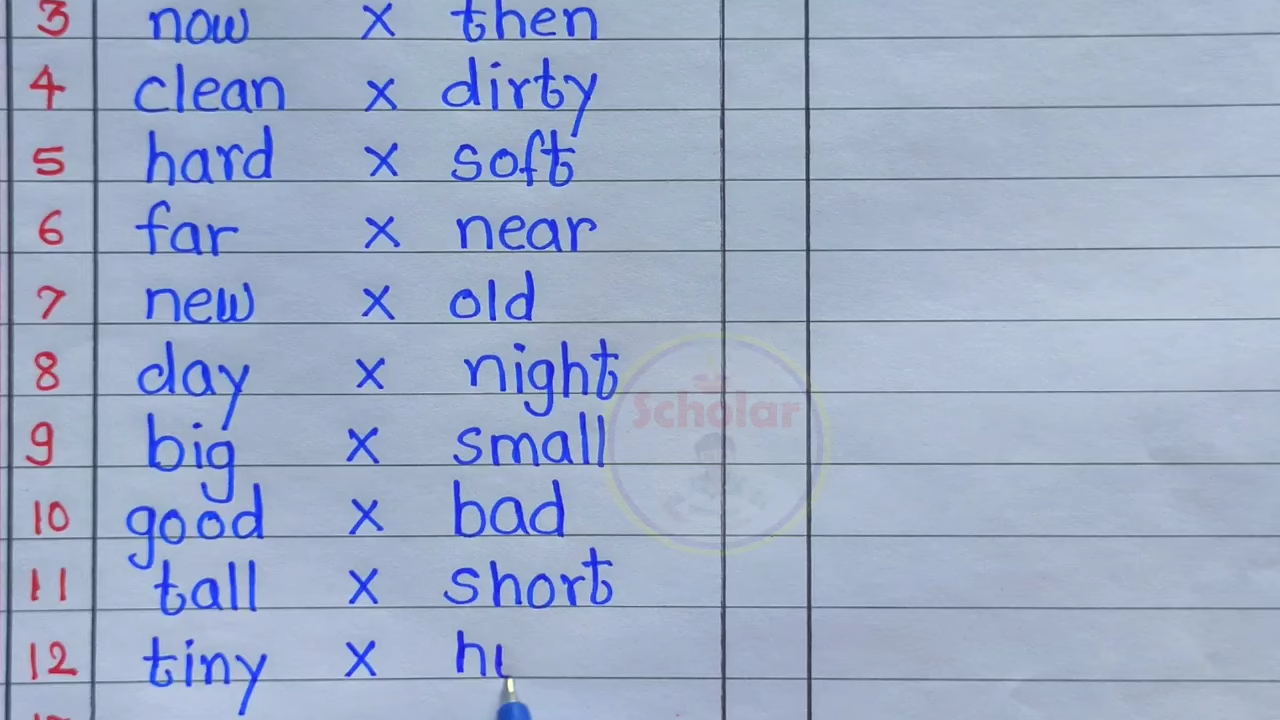 3 now x then
4 clean x dirty
5 hard x soft
6 far x near
7 new x old
8 day x night
9 big x small
Scholar
10 good x bad
11 tall x short
12 tiny x